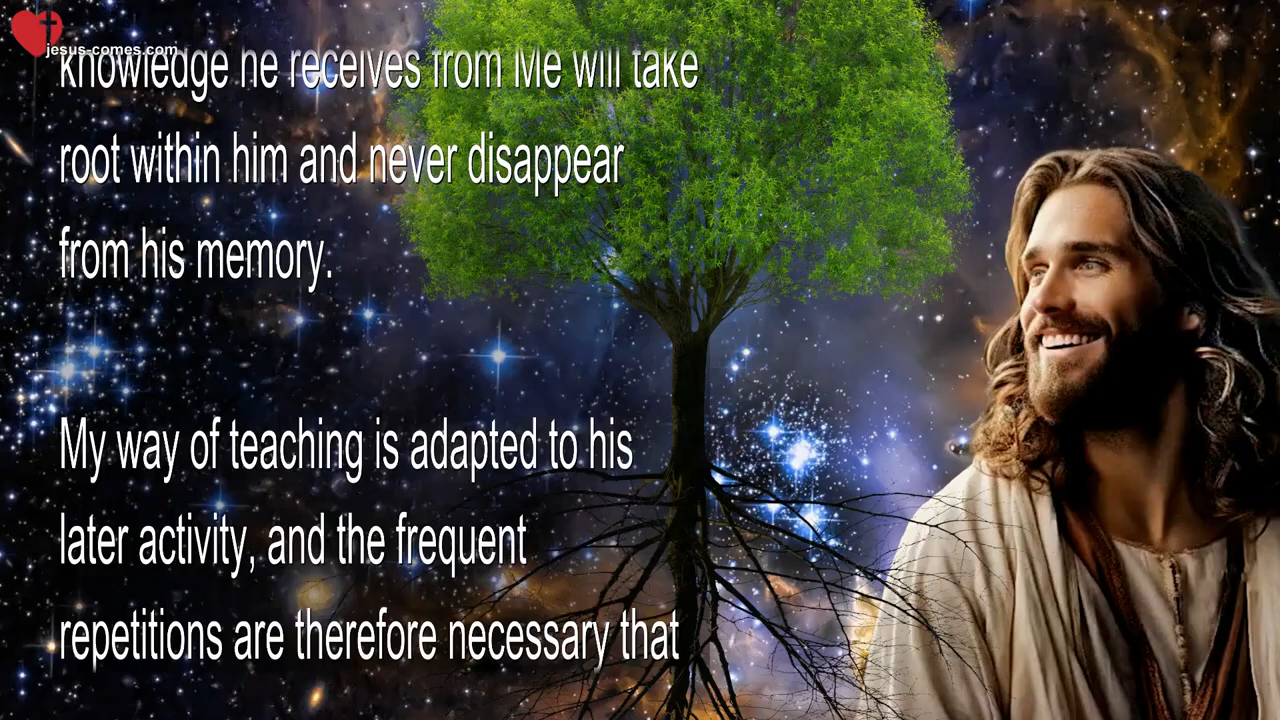 jesus-comes.com
knowledge he receives from Me will take
root within him and never disappear
from his memory.
My way of teaching is adapted to his
later activity, and the frequent
repetitions are therefore necessary that